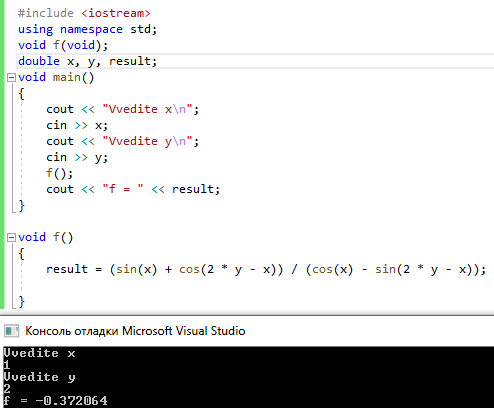 #include <iostream>
using namespace std;
void f(void);
double x, y, result;
void main()
{
cout << "Vvedite x\n";
cin >> x;
cout << "Vvedite y\n";
cin >> y;
f();
cout << "f = " << result;
}
void f()
{
result = (sin(x) + cos(2 * y - x)) / (cos(x) - sin(2 * y - x));
}
Консоль отладки Microsoft Visual Studio
Vvedite x
1
Vvedite y
2
f = -0.372064